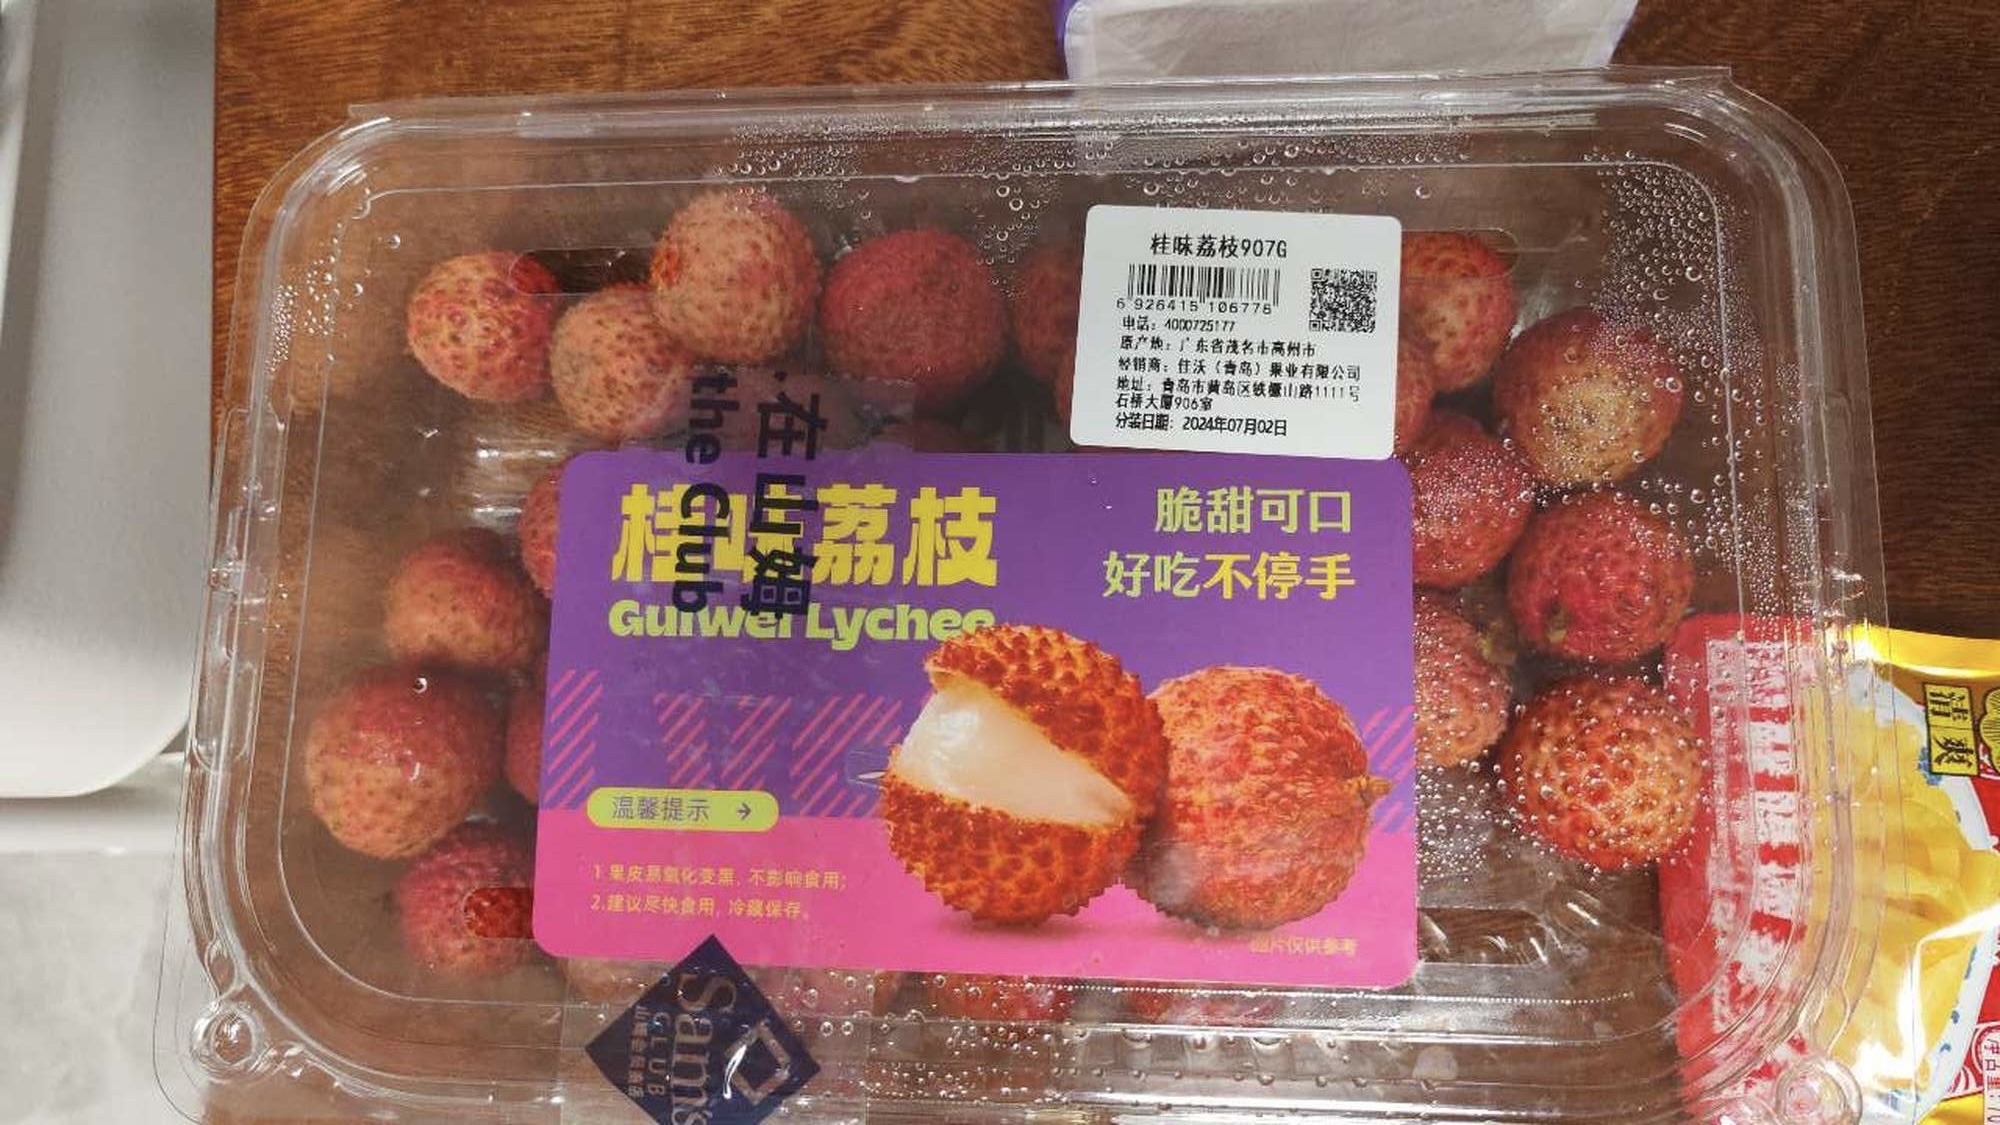 桂味荔枝907G
6 926415 106778
电话：4000725177
原产地：广东省茂名市高州市
经销商：佳沃（青岛）果业有限公司
地址：青岛市黄岛区铁橛山路1111号
石桥大厦906室
分装日期：2024年07月02日
桂味荔枝
Guiwei Lychee
脆甜可口
好吃不停手
·在山姆
the Club
温馨提示
1 果皮易氧化变黑，不影响食用；
2.建议尽快食用，冷藏保存。
图片仅供参考
Sam's
CLUB
山姆会员商店
清爽